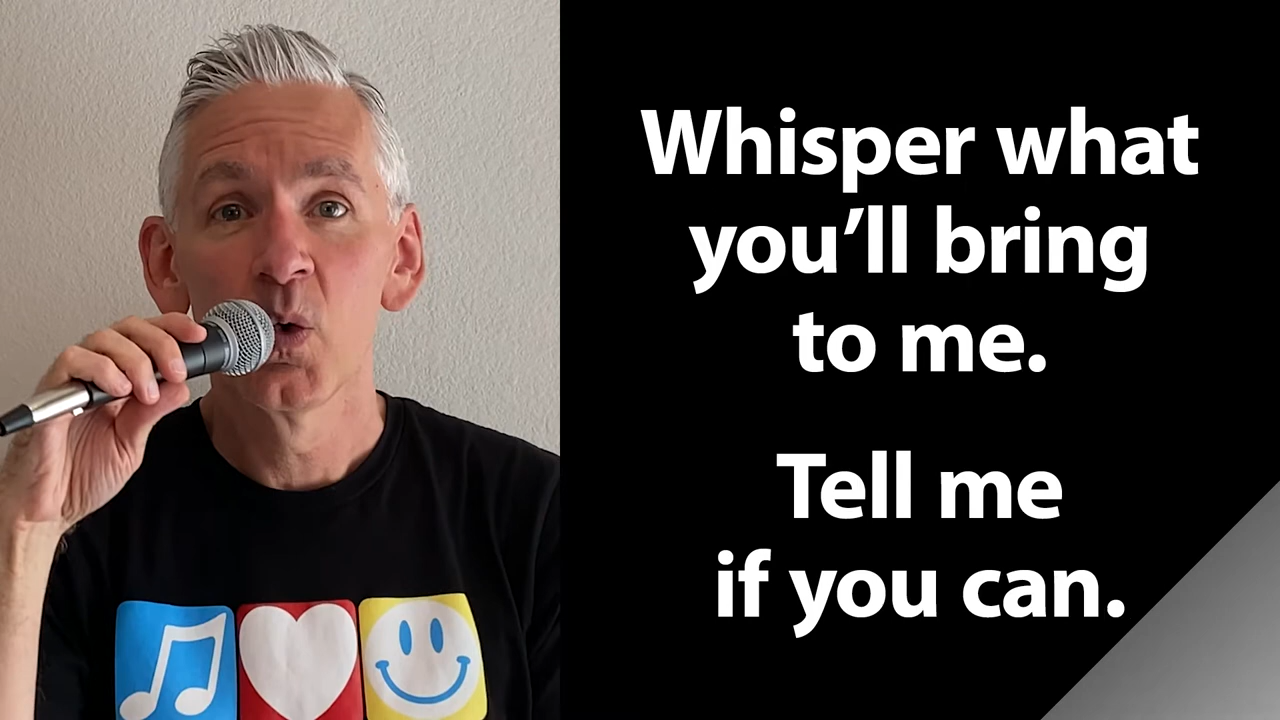 Whisper what
you’ll bring
to me.
Tell me
if you can.